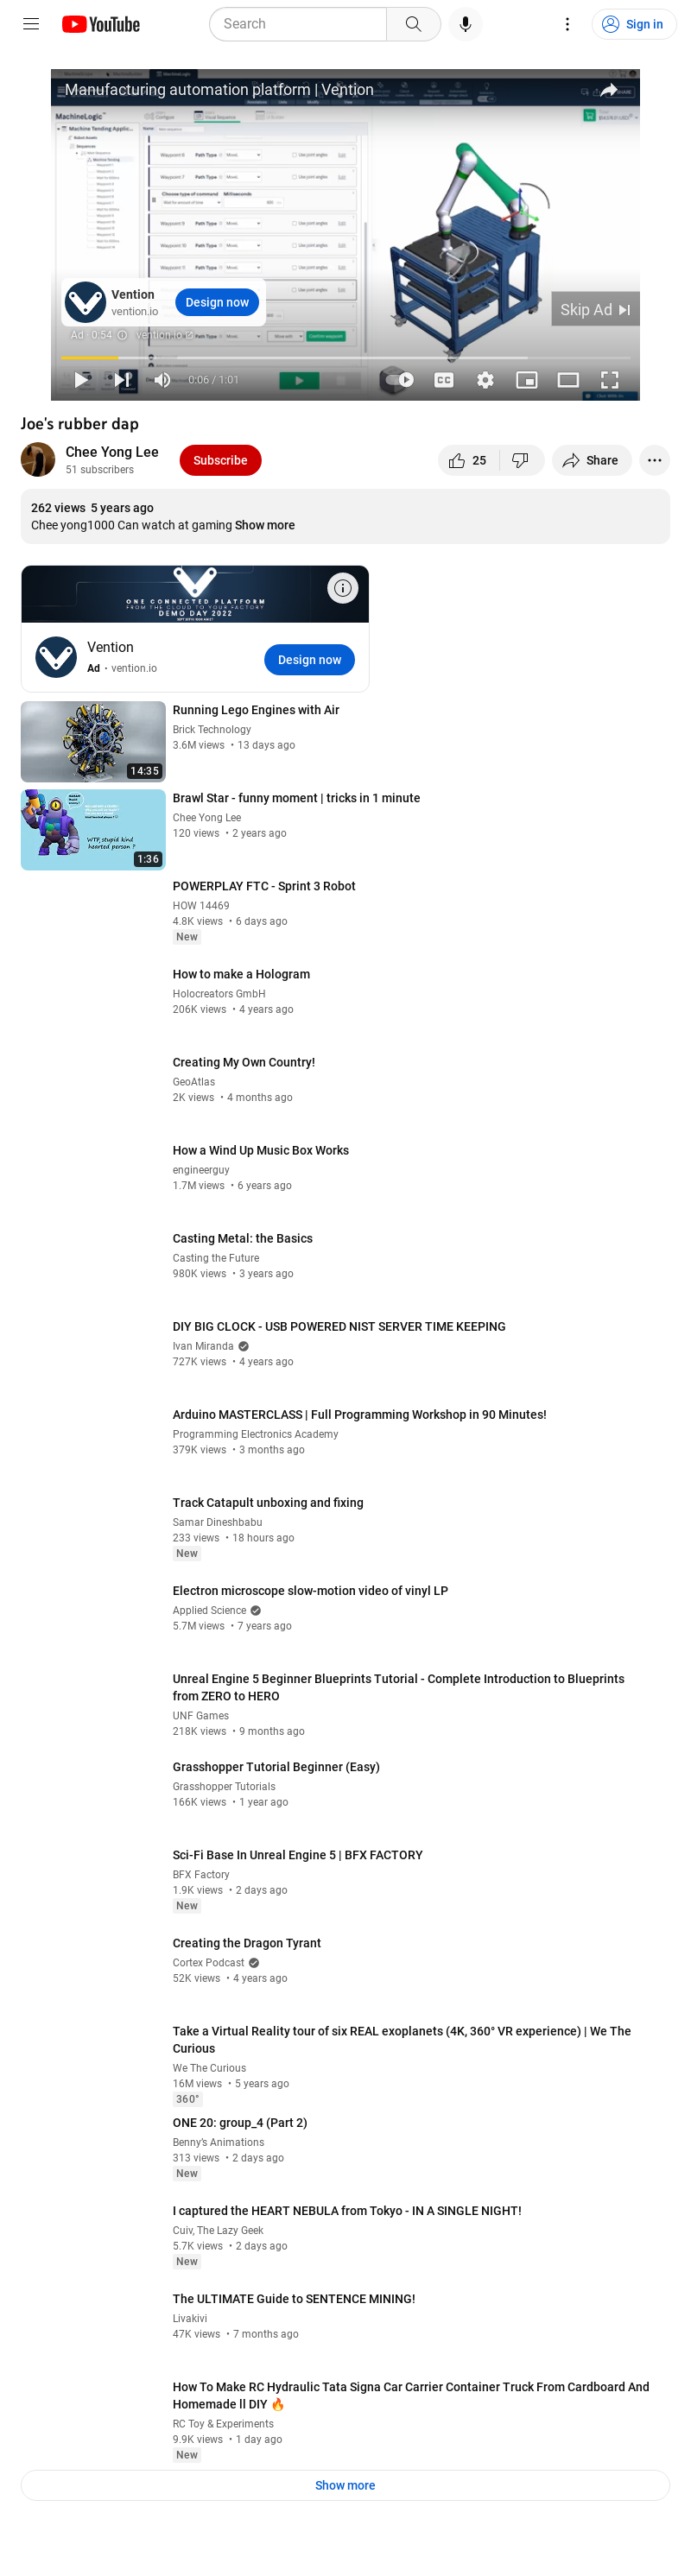 YouTube
Search
Sign in
Manufacturing automation platform | Vention
MachineLogic
Vention
vention.io
Design now
Skip Ad
Ad · 0:54
vention.io
0:06 / 1:01
CC
Joe's rubber dap
Chee Yong Lee
51 subscribers
Subscribe
25
Share
262 views 5 years ago
Chee yong1000 Can watch at gaming Show more
ONE CONNECTED PLATFORM
FROM THE CLOUD TO YOUR FACTORY
DEMO DAY 2022
Vention
Ad • vention.io
Design now
Running Lego Engines with Air
Brick Technology
3.6M views • 13 days ago
14:35
Brawl Star - funny moment | tricks in 1 minute
Chee Yong Lee
120 views • 2 years ago
WTF, stupid kind
hearted person ?
1:36
POWERPLAY FTC - Sprint 3 Robot
HOW 14469
4.8K views • 6 days ago
New
How to make a Hologram
Holocreators GmbH
206K views • 4 years ago
Creating My Own Country!
GeoAtlas
2K views • 4 months ago
How a Wind Up Music Box Works
engineerguy
1.7M views • 6 years ago
Casting Metal: the Basics
Casting the Future
980K views • 3 years ago
DIY BIG CLOCK - USB POWERED NIST SERVER TIME KEEPING
Ivan Miranda
727K views • 4 years ago
Arduino MASTERCLASS | Full Programming Workshop in 90 Minutes!
Programming Electronics Academy
379K views • 3 months ago
Track Catapult unboxing and fixing
Samar Dineshbabu
233 views • 18 hours ago
New
Electron microscope slow-motion video of vinyl LP
Applied Science
5.7M views • 7 years ago
Unreal Engine 5 Beginner Blueprints Tutorial - Complete Introduction to Blueprints
from ZERO to HERO
UNF Games
218K views • 9 months ago
Grasshopper Tutorial Beginner (Easy)
Grasshopper Tutorials
166K views • 1 year ago
Sci-Fi Base In Unreal Engine 5 | BFX FACTORY
BFX Factory
1.9K views • 2 days ago
New
Creating the Dragon Tyrant
Cortex Podcast
52K views • 4 years ago
Take a Virtual Reality tour of six REAL exoplanets (4K, 360° VR experience) | We The
Curious
We The Curious
16M views • 5 years ago
360°
ONE 20: group_4 (Part 2)
Benny's Animations
313 views • 2 days ago
New
I captured the HEART NEBULA from Tokyo - IN A SINGLE NIGHT!
Cuiv, The Lazy Geek
5.7K views • 2 days ago
New
The ULTIMATE Guide to SENTENCE MINING!
Livakivi
47K views • 7 months ago
How To Make RC Hydraulic Tata Signa Car Carrier Container Truck From Cardboard And
Homemade ll DIY 🔥
RC Toy & Experiments
9.9K views • 1 day ago
New
Show more